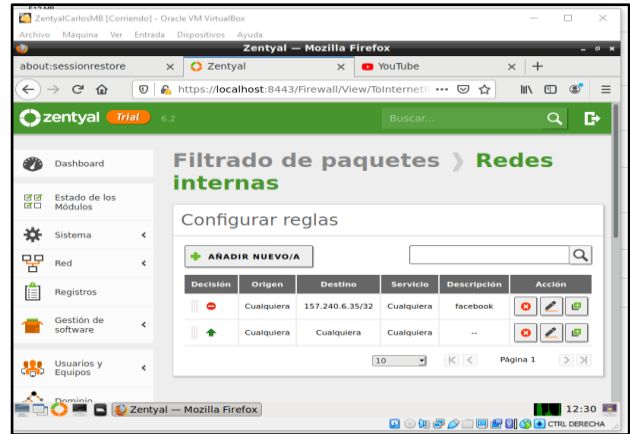 ZentyalCarlosMB [Corriendo] - Oracle VM VirtualBox
Archivo Máquina Ver Entrada Dispositivos Ayuda
Zentyal — Mozilla Firefox
about:sessionrestore Zentyal YouTube
https://localhost:8443/Firewall/View/ToInternet
zentyal Trial 6.2 Buscar...
Dashboard
Estado de los
Módulos
Sistema
Red
Registros
Gestión de
software
Usuarios y
Equipos
Dominio
Filtrado de paquetes ❭ Redes
internas
Configurar reglas
AÑADIR NUEVO/A
Decisión Origen Destino Servicio Descripción Acción
Cualquiera 157.240.6.35/32 Cualquiera facebook
Cualquiera Cualquiera Cualquiera --
10 Página 1
Zentyal — Mozilla Firefox 12:30
CTRL DERECHA